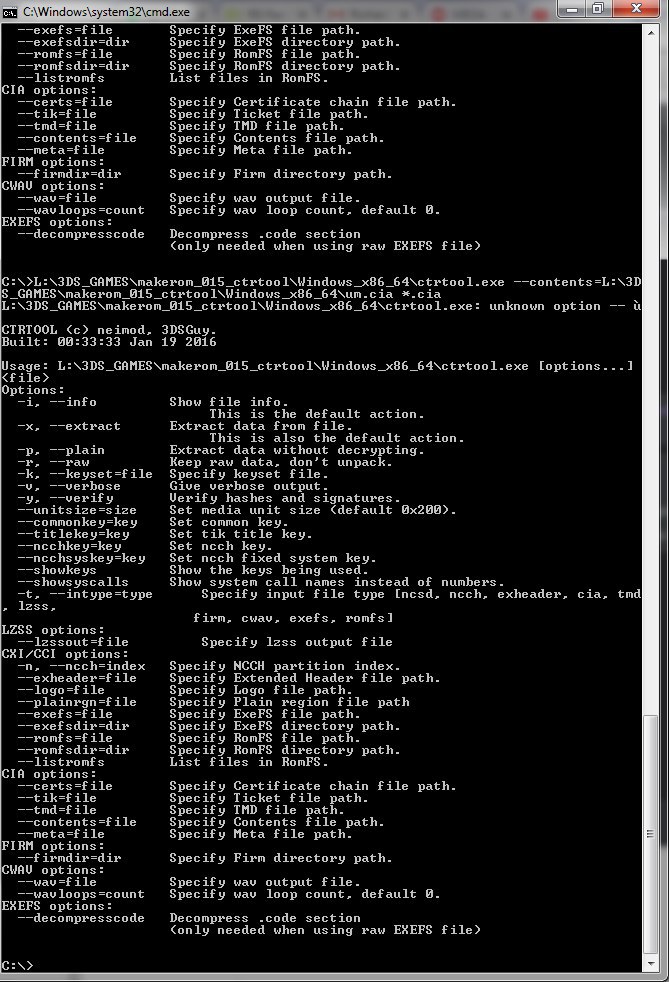 C:\Windows\system32\cmd.exe
--exefs=file Specify ExeFS file path.
--exefsdir=dir Specify ExeFS directory path.
--romfs=file Specify RomFS file path.
--romfsdir=dir Specify RomFS directory path.
--listromfs List files in RomFS.
CIA options:
--certs=file Specify Certificate chain file path.
--tik=file Specify Ticket file path.
--tmd=file Specify TMD file path.
--contents=file Specify Contents file path.
--meta=file Specify Meta file path.
FIRM options:
--firmdir=dir Specify Firm directory path.
CWAV options:
--wav=file Specify wav output file.
--wavloops=count Specify wav loop count, default 0.
EXEFS options:
--decompresscode Decompress .code section
(only needed when using raw EXEFS file)
C:\>L:\3DS_GAMES\makerom_015_ctrtool\Windows_x86_64\ctrtool.exe --contents=L:\3D
S_GAMES\makerom_015_ctrtool\Windows_x86_64\um.cia *.cia
L:\3DS_GAMES\makerom_015_ctrtool\Windows_x86_64\ctrtool.exe: unknown option -- ù
CTRTOOL (c) neimod, 3DSGuy.
Built: 00:33:33 Jan 19 2016
Usage: L:\3DS_GAMES\makerom_015_ctrtool\Windows_x86_64\ctrtool.exe [options...]
<file>
Options:
-i, --info Show file info.
This is the default action.
-x, --extract Extract data from file.
This is also the default action.
-p, --plain Extract data without decrypting.
-r, --raw Keep raw data, don't unpack.
-k, --keyset=file Specify keyset file.
-v, --verbose Give verbose output.
-y, --verify Verify hashes and signatures.
--unitsize=size Set media unit size (default 0x200).
--commonkey=key Set common key.
--titlekey=key Set tik title key.
--ncchkey=key Set ncch key.
--ncchsyskey=key Set ncch fixed system key.
--showkeys Show the keys being used.
--showsyscalls Show system call names instead of numbers.
-t, --intype=type Specify input file type [ncsd, ncch, exheader, cia, tmd
, lzss,
firm, cwav, exefs, romfs]
LZSS options:
--lzssout=file Specify lzss output file
CXI/CCI options:
-n, --ncch=index Specify NCCH partition index.
--exheader=file Specify Extended Header file path.
--logo=file Specify Logo file path.
--plainrgn=file Specify Plain region file path
--exefs=file Specify ExeFS file path.
--exefsdir=dir Specify ExeFS directory path.
--romfs=file Specify RomFS file path.
--romfsdir=dir Specify RomFS directory path.
--listromfs List files in RomFS.
CIA options:
--certs=file Specify Certificate chain file path.
--tik=file Specify Ticket file path.
--tmd=file Specify TMD file path.
--contents=file Specify Contents file path.
--meta=file Specify Meta file path.
FIRM options:
--firmdir=dir Specify Firm directory path.
CWAV options:
--wav=file Specify wav output file.
--wavloops=count Specify wav loop count, default 0.
EXEFS options:
--decompresscode Decompress .code section
(only needed when using raw EXEFS file)
C:\>